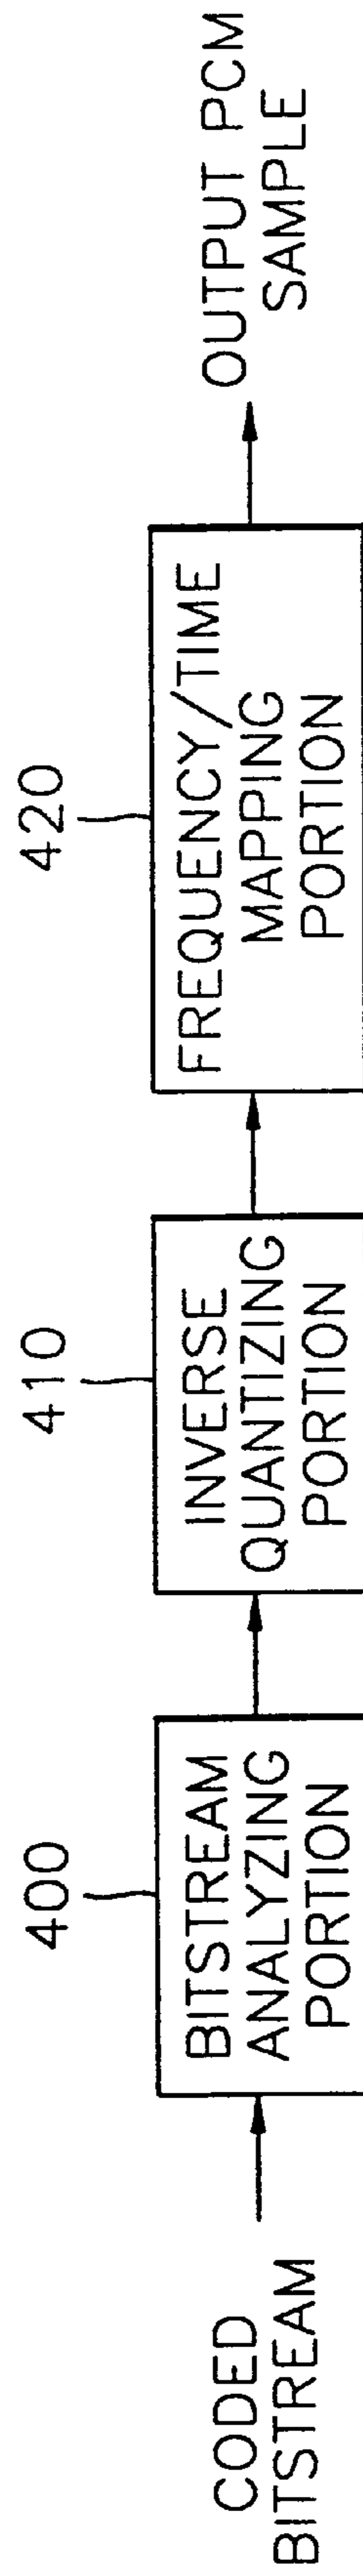 CODED
BITSTREAM
400
BITSTREAM
ANALYZING
PORTION
410
INVERSE
QUANTIZING
PORTION
420
FREQUENCY/TIME
MAPPING
PORTION
OUTPUT PCM
SAMPLE